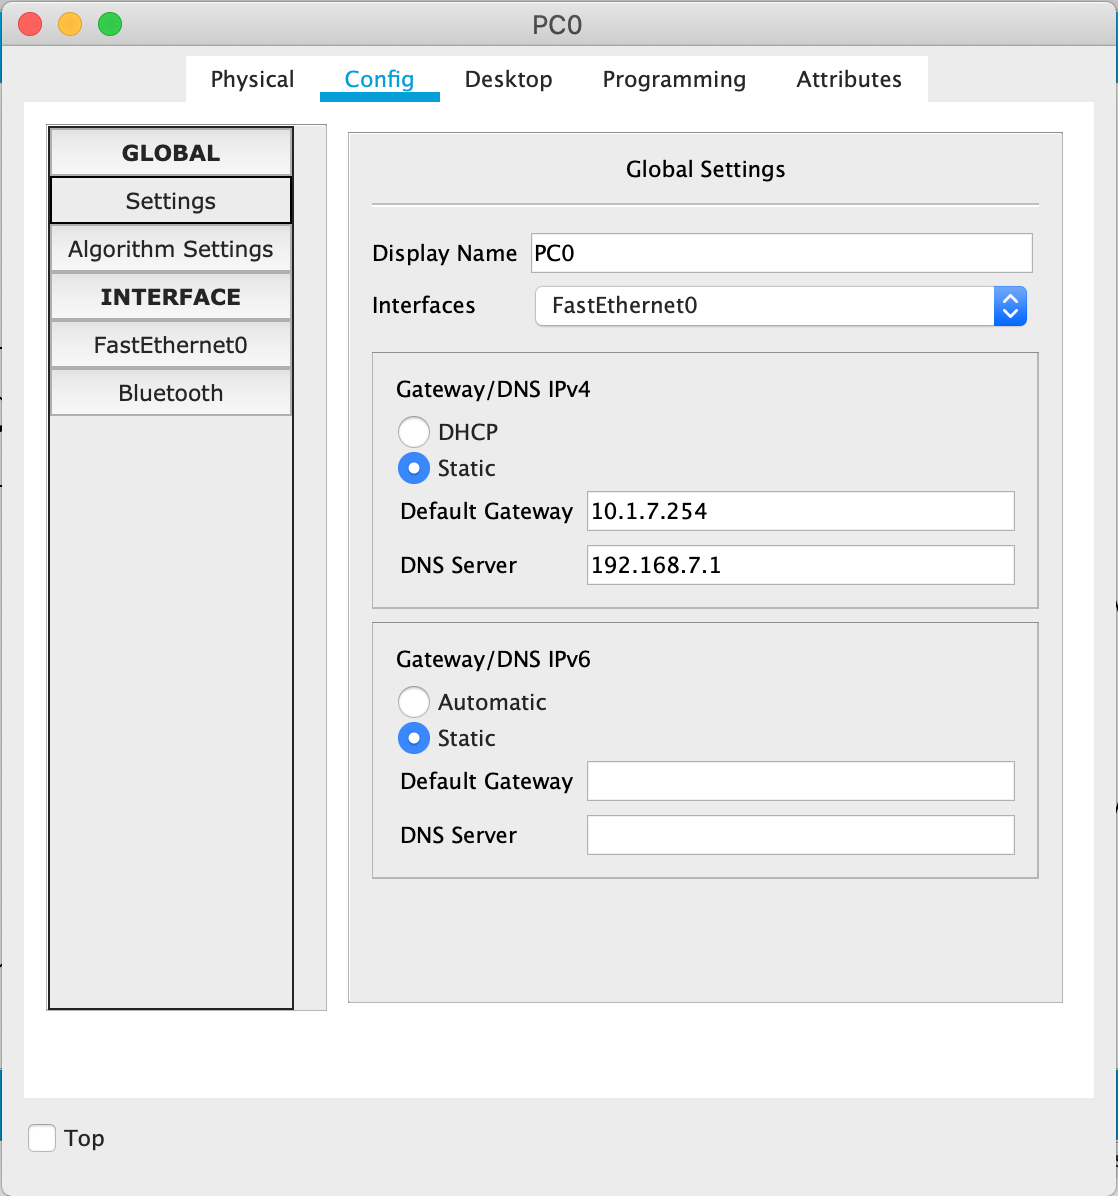 PC0
Physical Config Desktop Programming Attributes
GLOBAL
Settings
Algorithm Settings
INTERFACE
FastEthernet0
Bluetooth
Global Settings
Display Name PC0
Interfaces FastEthernet0
Gateway/DNS IPv4
DHCP
Static
Default Gateway 10.1.7.254
DNS Server 192.168.7.1
Gateway/DNS IPv6
Automatic
Static
Default Gateway
DNS Server
Top